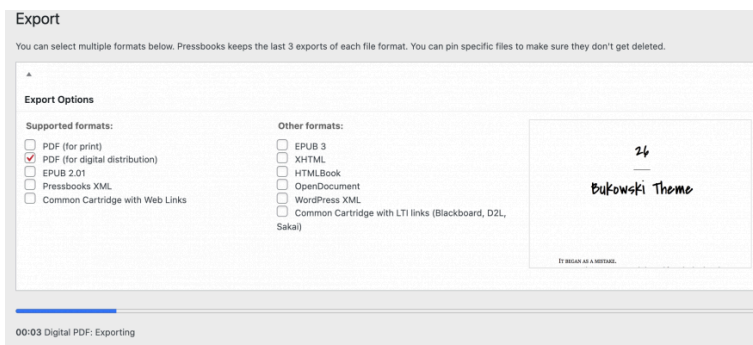 Export
You can select multiple formats below. Pressbooks keeps the last 3 exports of each file format. You can pin specific files to make sure they don't get deleted.
Export Options
Supported formats:
PDF (for print)
PDF (for digital distribution)
EPUB 2.01
Pressbooks XML
Common Cartridge with Web Links
Other formats:
EPUB 3
XHTML
HTMLBook
OpenDocument
WordPress XML
Common Cartridge with LTI links (Blackboard, D2L,
Sakai)
26
Bukowski Theme
IT BEGAN AS A MISTAKE.
00:03 Digital PDF: Exporting